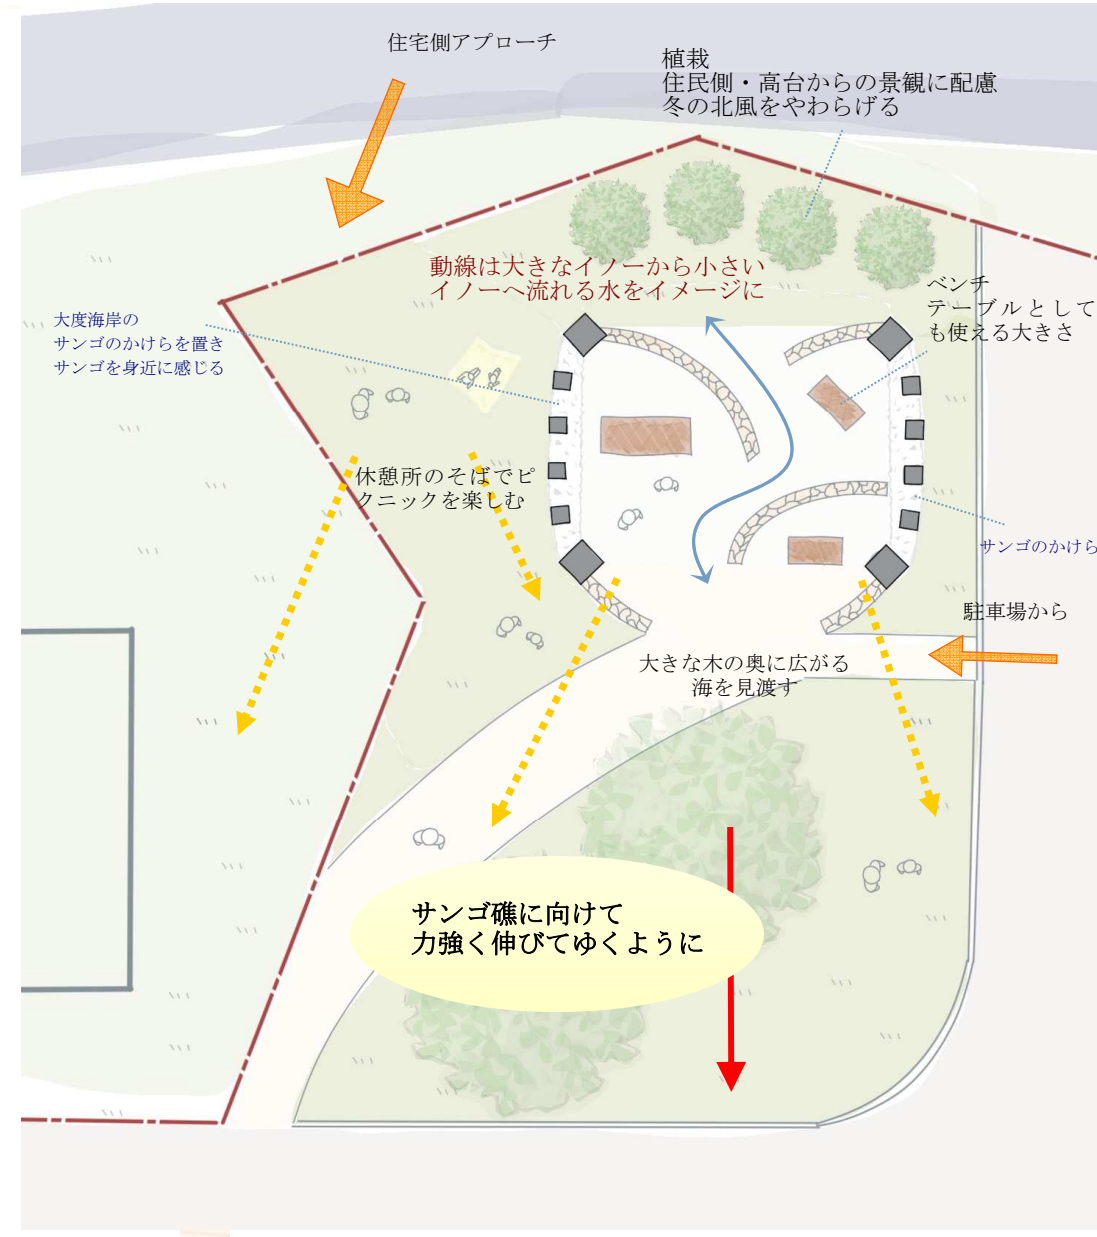 住宅側アプローチ
植栽
住民側・高台からの景観に配慮
冬の北風をやわらげる
動線は大きなイノーから小さい
イノーへ流れる水をイメージに
ベンチ
テーブルとして
も使える大きさ
大度海岸の
サンゴのかけらを置き
サンゴを身近に感じる
休憩所のそばでピ
クニックを楽しむ
サンゴのかけら
駐車場から
大きな木の奥に広がる
海を見渡す
サンゴ礁に向けて
力強く伸びてゆくように